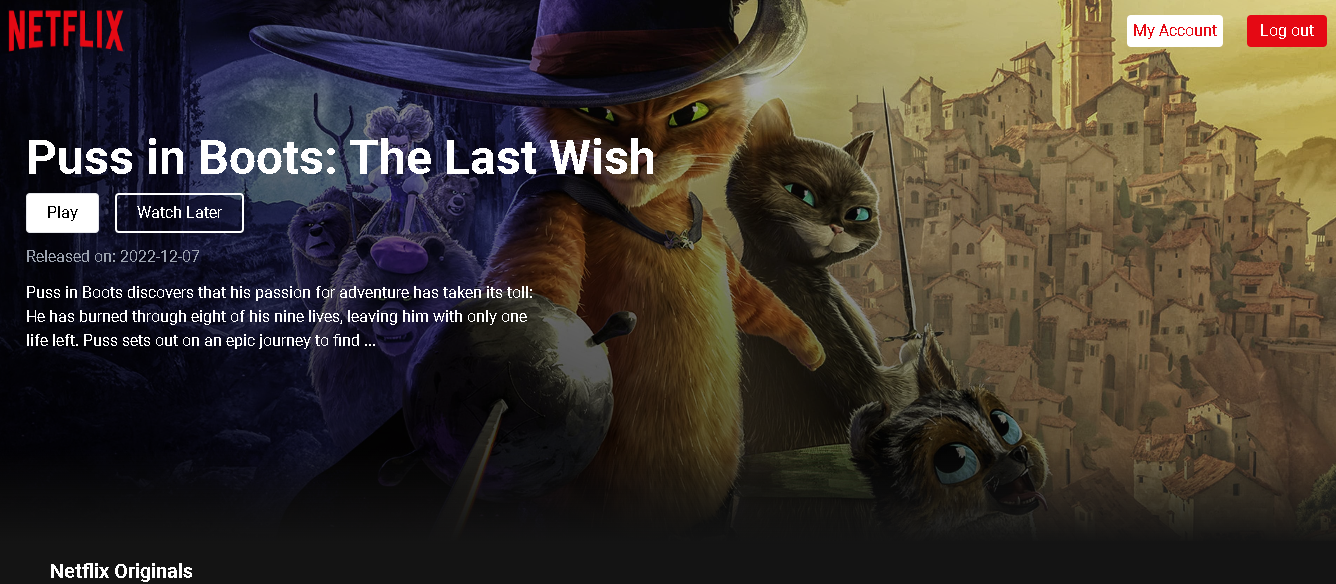 NETFLIX
My Account
Log out
Puss in Boots: The Last Wish
Play
Watch Later
Released on: 2022-12-07
Puss in Boots discovers that his passion for adventure has taken its toll:
He has burned through eight of his nine lives, leaving him with only one
life left. Puss sets out on an epic journey to find ...
Netflix Originals